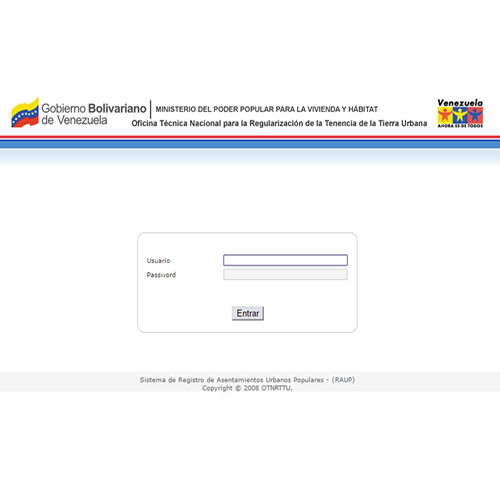 Gobierno Bolivariano
de Venezuela
MINISTERIO DEL PODER POPULAR PARA LA VIVIENDA Y HÁBITAT
Oficina Técnica Nacional para la Regularización de la Tenencia de la Tierra Urbana
Venezuela
AHORA ES DE TODOS
Usuario
Password
Entrar
Sistema de Registro de Asentamientos Urbanos Populares - (RAUP)
Copyright © 2008 OTNRTTU.